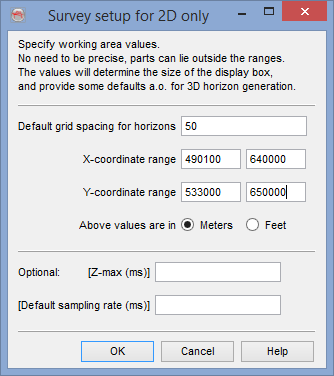 Survey setup for 2D only
Specify working area values.
No need to be precise, parts can lie outside the ranges.
The values will determine the size of the display box,
and provide some defaults a.o. for 3D horizon generation.
Default grid spacing for horizons 50
X-coordinate range 490100 640000
Y-coordinate range 533000 650000
Above values are in Meters Feet
Optional: [Z-max (ms)]
[Default sampling rate (ms)]
OK Cancel Help